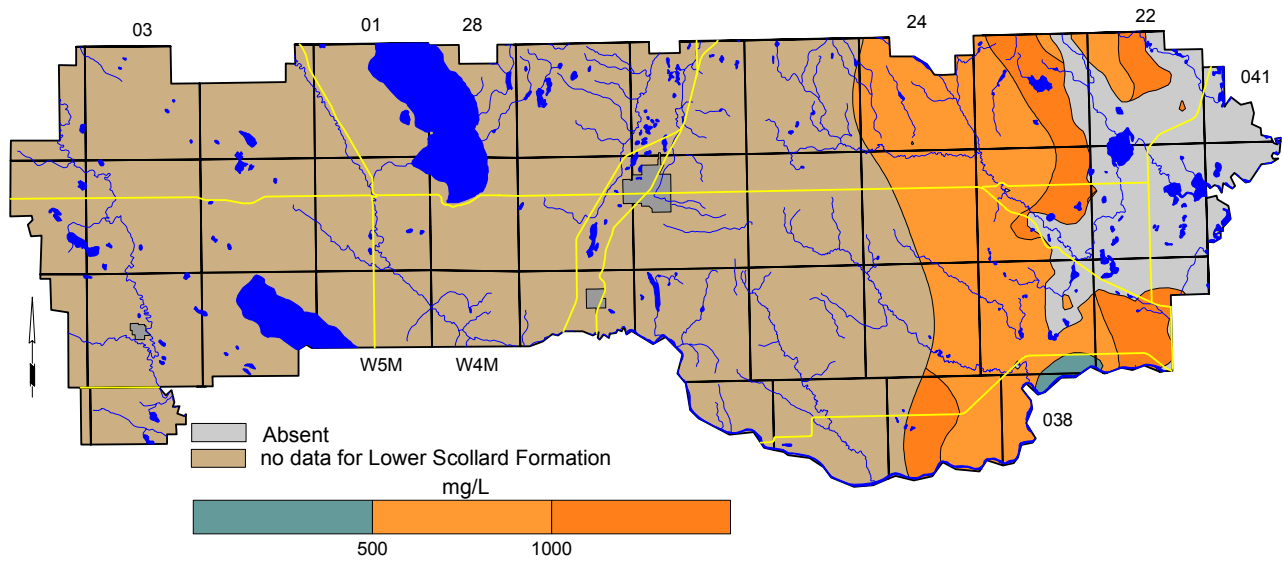 03
01
28
24
22
041
W5M
W4M
038
Absent
no data for Lower Scollard Formation
mg/L
500
1000